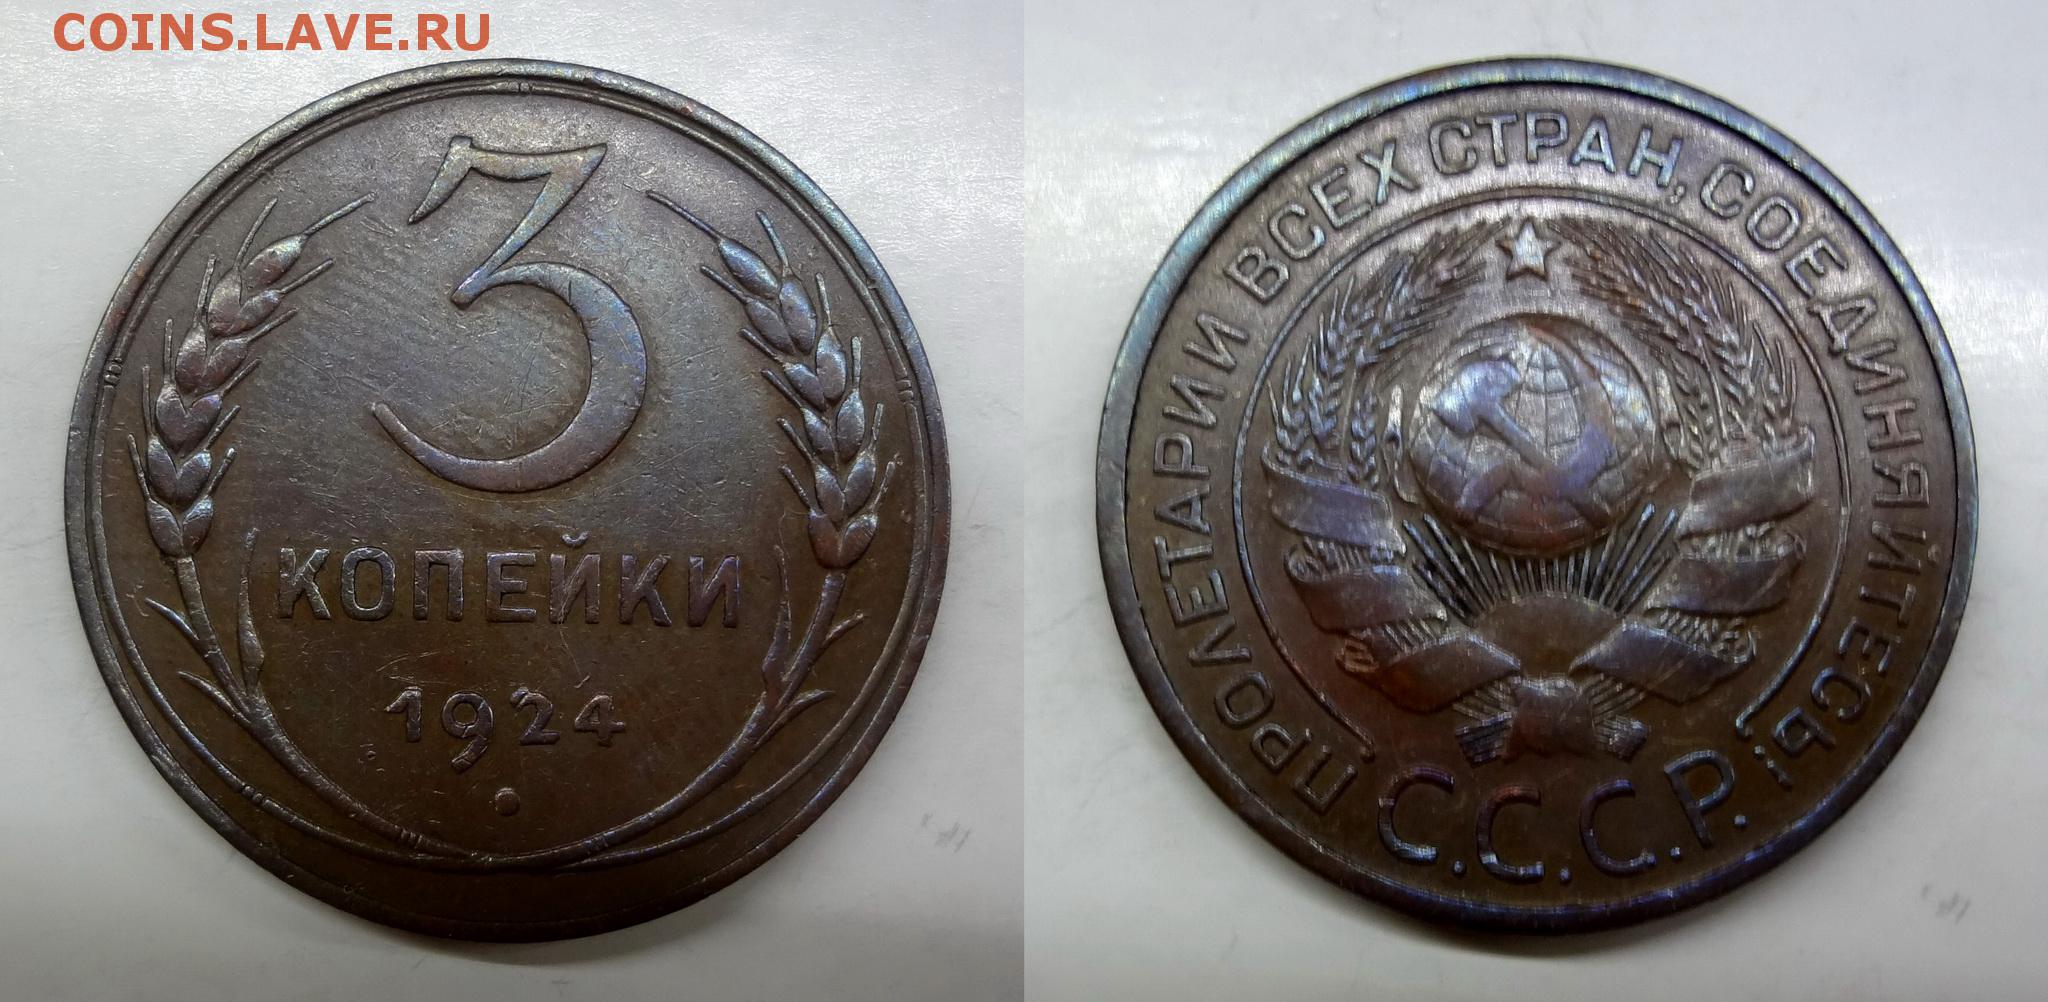 COINS.LAVE.RU
3
КОПЕЙКИ
1924
ПРОЛЕТАРИИ ВСЕХ СТРАН, СОЕДИНЯЙТЕСЬ!
С.С.С.Р.